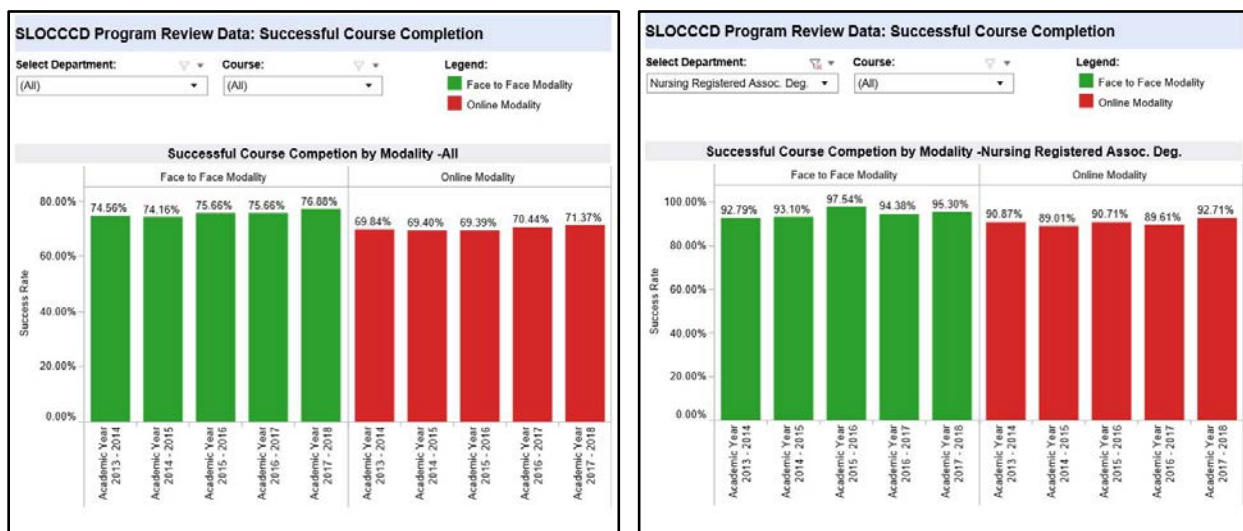 SLOCCCD Program Review Data: Successful Course Completion
Select Department:
Course:
Legend:
(All)
(All)
Face to Face Modality
Online Modality
Successful Course Competion by Modality -All
Face to Face Modality
Online Modality
80.00%
60.00%
40.00%
20.00%
0.00%
Success Rate
74.56%
74.16%
75.66%
75.66%
76.88%
69.84%
69.40%
69.39%
70.44%
71.37%
Academic Year
2013 - 2014
Academic Year
2014 - 2015
Academic Year
2015 - 2016
Academic Year
2016 - 2017
Academic Year
2017 - 2018
Academic Year
2013 - 2014
Academic Year
2014 - 2015
Academic Year
2015 - 2016
Academic Year
2016 - 2017
Academic Year
2017 - 2018
SLOCCCD Program Review Data: Successful Course Completion
Select Department:
Course:
Legend:
Nursing Registered Assoc. Deg.
(All)
Face to Face Modality
Online Modality
Successful Course Competion by Modality -Nursing Registered Assoc. Deg.
Face to Face Modality
Online Modality
100.00%
80.00%
60.00%
40.00%
20.00%
0.00%
Success Rate
92.79%
93.10%
97.54%
94.38%
95.30%
90.87%
89.01%
90.71%
89.61%
92.71%
Academic Year
2013 - 2014
Academic Year
2014 - 2015
Academic Year
2015 - 2016
Academic Year
2016 - 2017
Academic Year
2017 - 2018
Academic Year
2013 - 2014
Academic Year
2014 - 2015
Academic Year
2015 - 2016
Academic Year
2016 - 2017
Academic Year
2017 - 2018